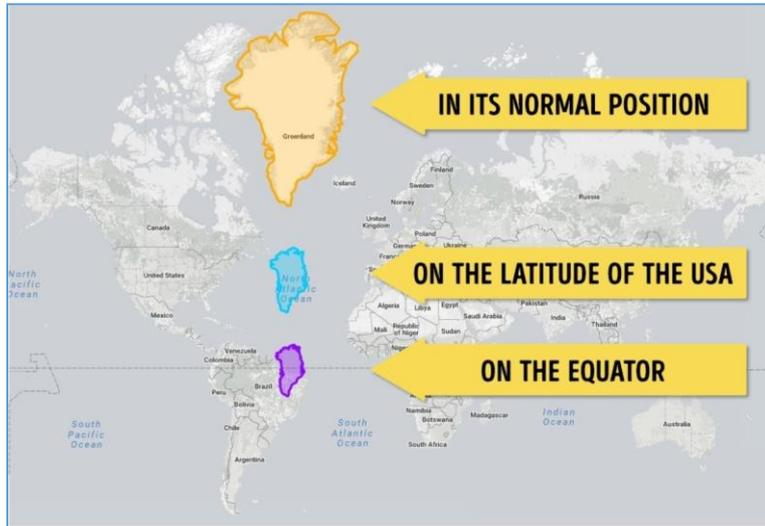 IN ITS NORMAL POSITION
Greenland
Iceland
Finland
Sweden
Russia
Norway
Canada
United
Kingdom
Poland
Ukraine
ON THE LATITUDE OF THE USA
North
United States
North
Atlantic
Ocean
Ocean
Algeria
Libya
Egypt
Pakistan
Saudi Arabia
India
Mexico
Mali
Republic
of Niger
Sudan
Thailand
ON THE EQUATOR
Venezuela
Colombia
Brazil
Peru
Bolivia
Namibia
Botswana
Madagascar
Indian
Ocean
South
Pacific
Ocean
Chile
South
Atlantic
Ocean
Australia
South Africa
Argentina